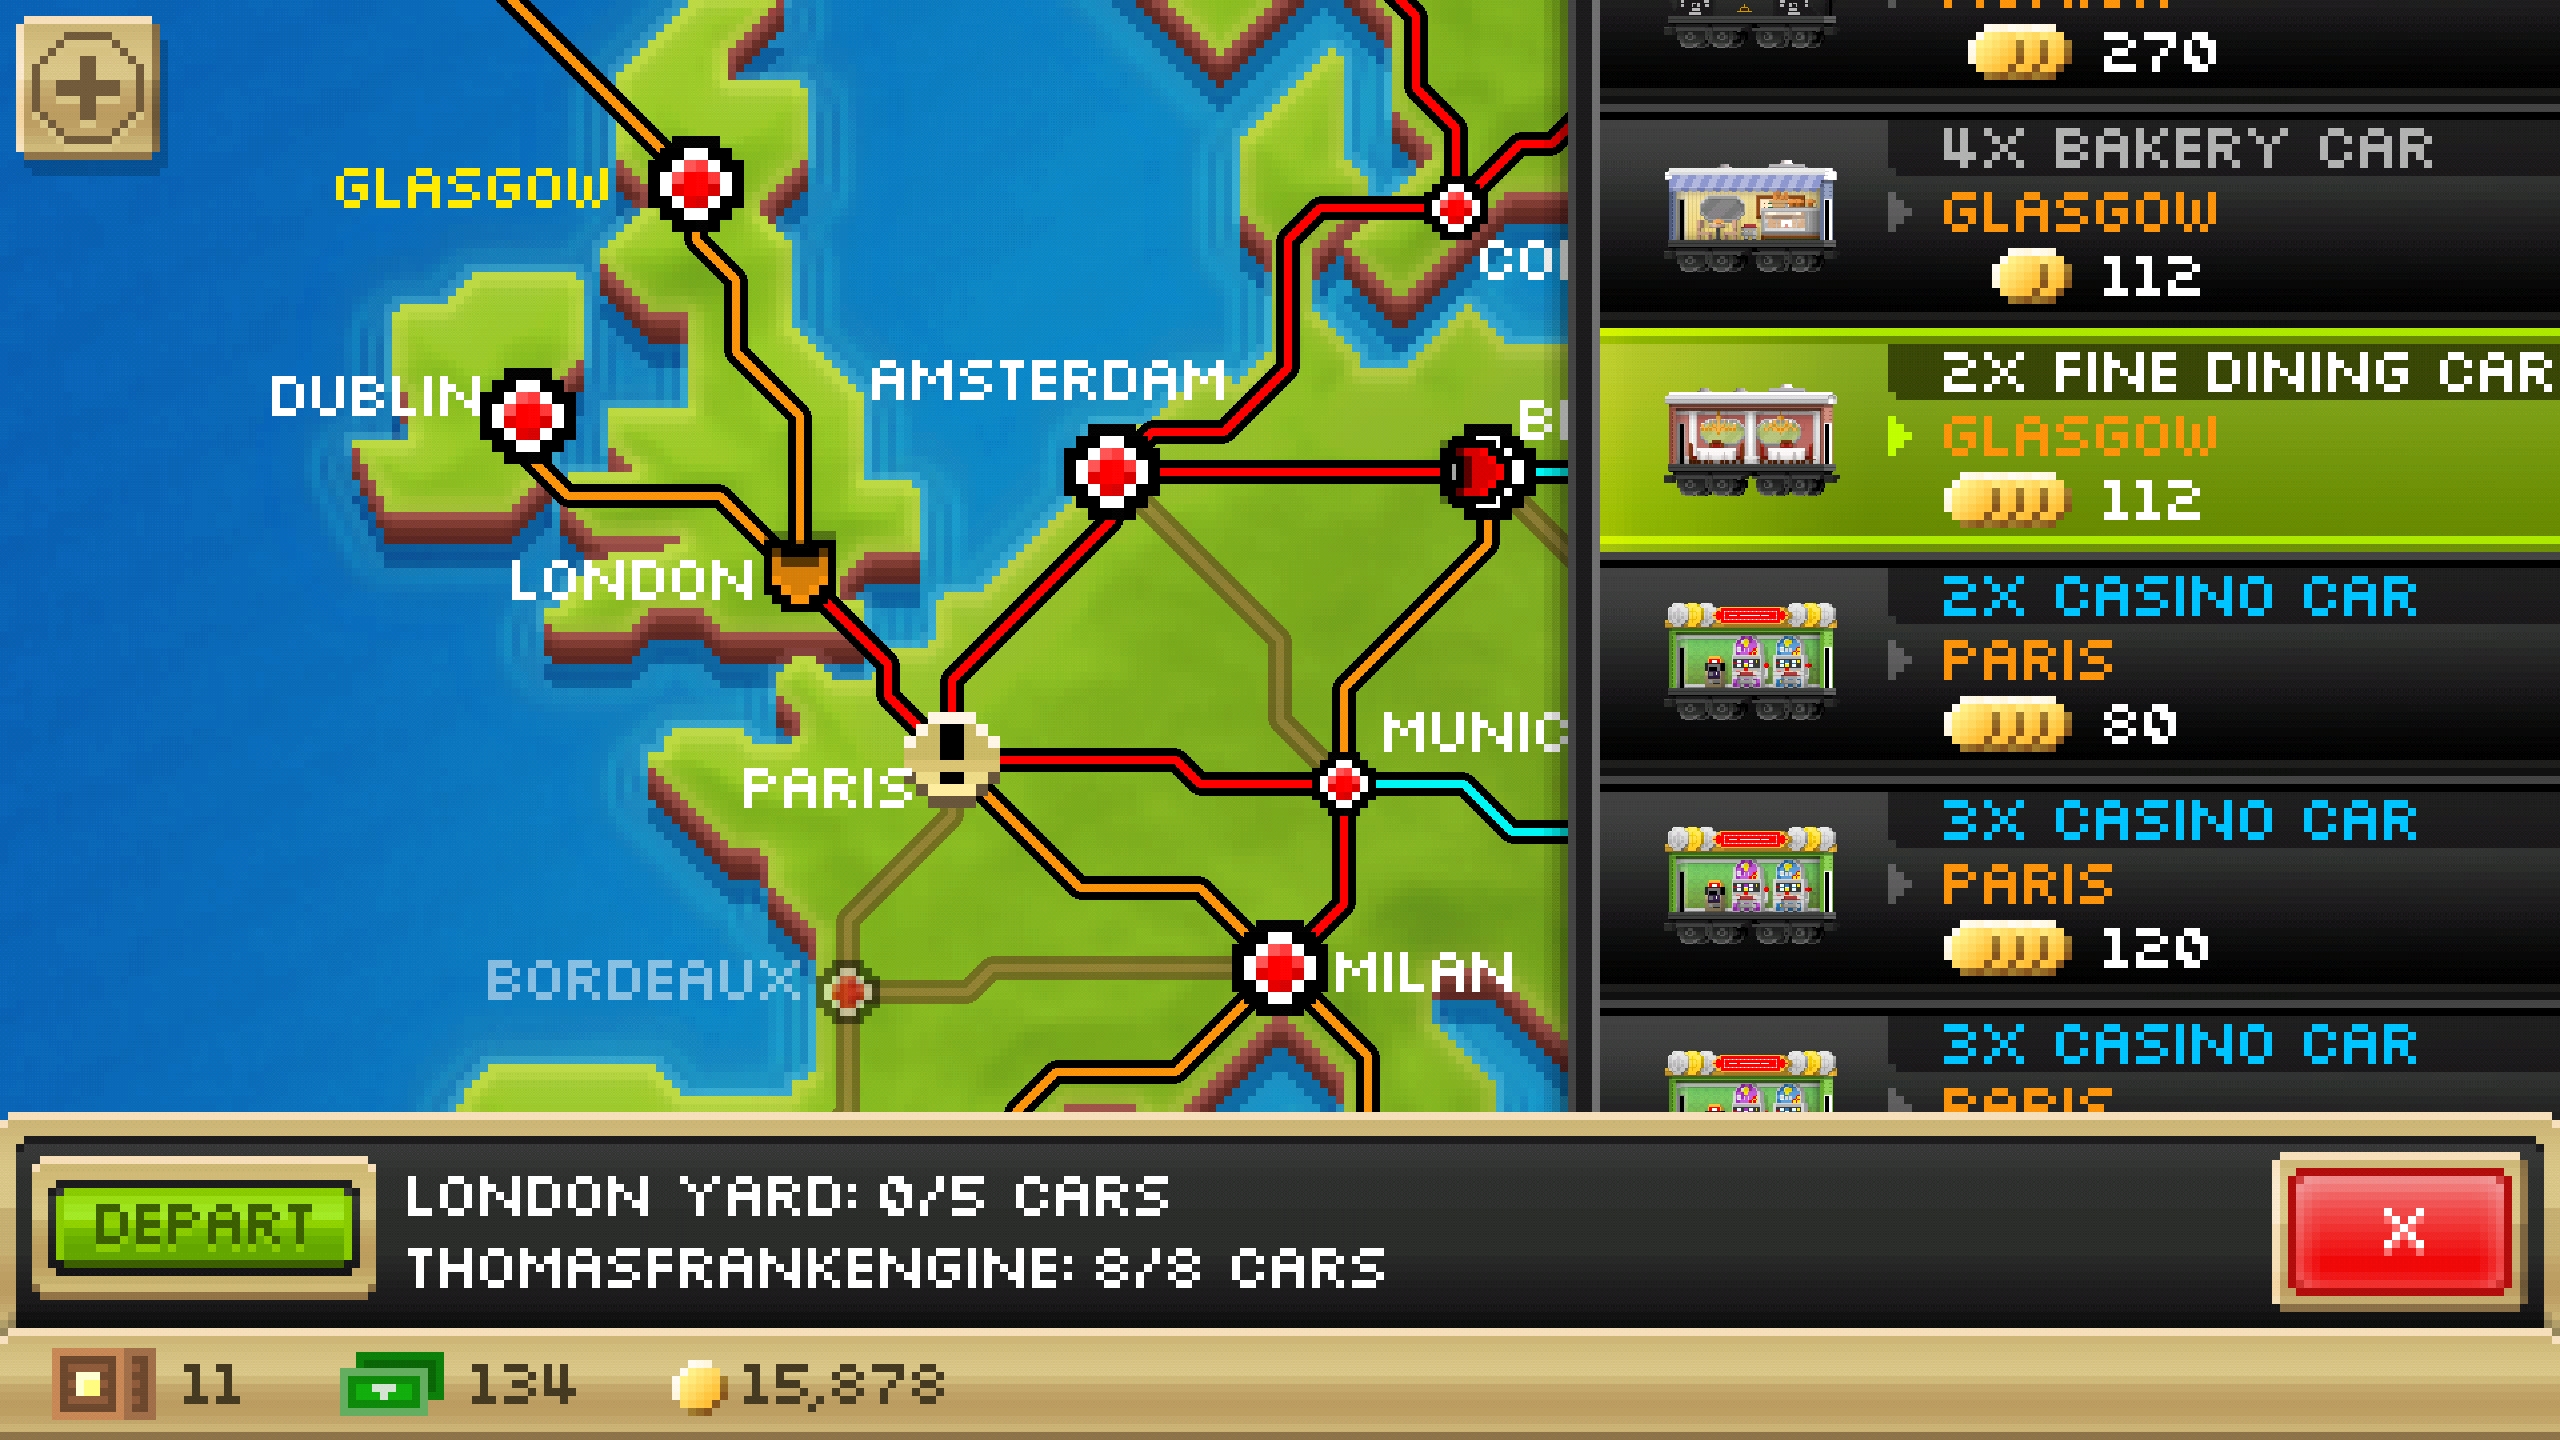 270
4X BAKERY CAR
GLASGOW
112
2X FINE DINING CAR
GLASGOW
112
2X CASINO CAR
PARIS
80
3X CASINO CAR
PARIS
120
3X CASINO CAR
PARIS
GLASGOW
DUBLIN
AMSTERDAM
LONDON
PARIS
BORDEAUX
MILAN
MUNIC
CO
B
DEPART
LONDON YARD: 0/5 CARS
THOMASFRANKENGINE: 8/8 CARS
X
11
134
15,878